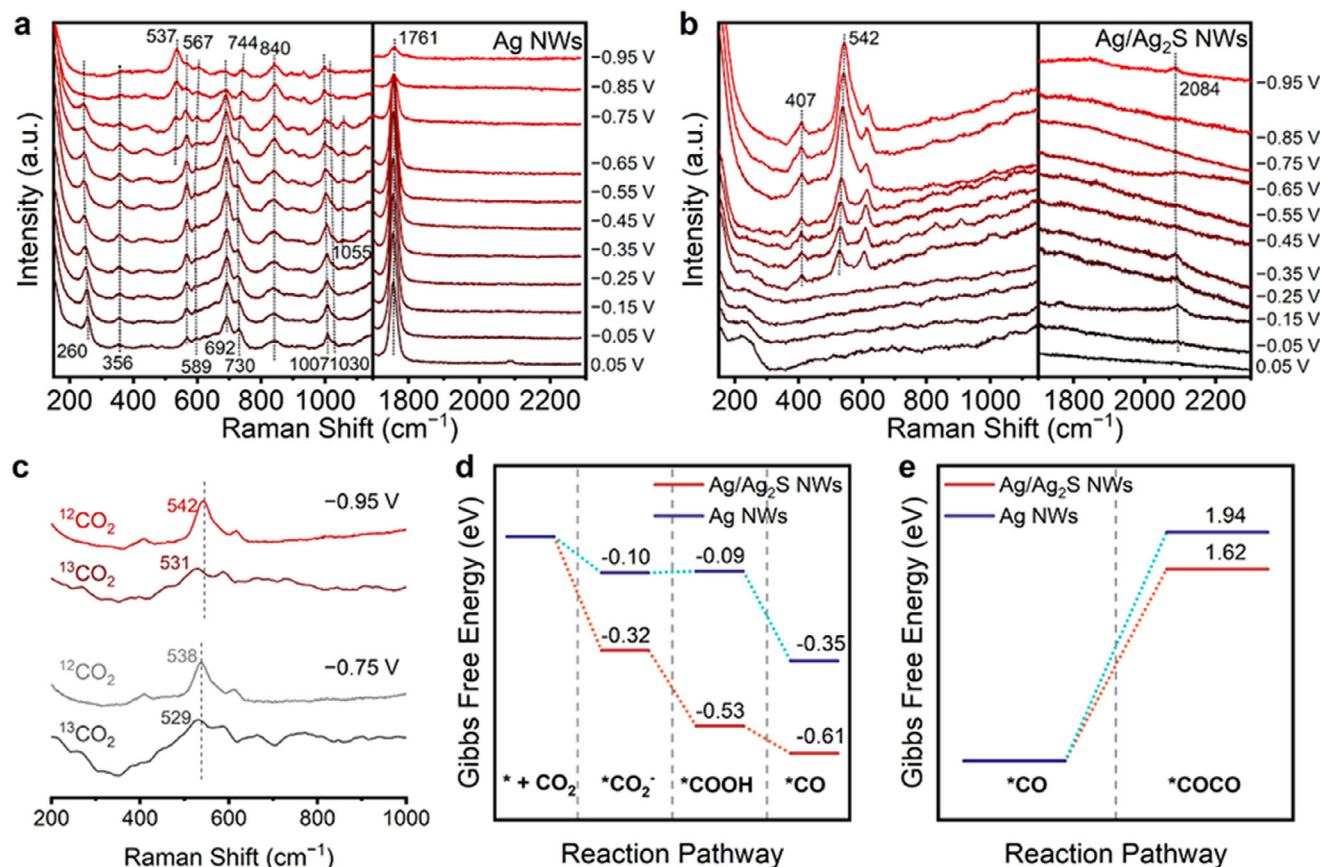 a
Ag NWs
537
567
744
840
1761
260
356
589
692
730
1007
1030
1055
−0.95 V
−0.85 V
−0.75 V
−0.65 V
−0.55 V
−0.45 V
−0.35 V
−0.25 V
−0.15 V
−0.05 V
0.05 V
Intensity (a.u.)
200 400 600 800 1000 1800 2000 2200
Raman Shift (cm⁻¹)
b
Ag/Ag₂S NWs
542
407
2084
−0.95 V
−0.85 V
−0.75 V
−0.65 V
−0.55 V
−0.45 V
−0.35 V
−0.25 V
−0.15 V
−0.05 V
0.05 V
Intensity (a.u.)
200 400 600 800 1000 1800 2000 2200
Raman Shift (cm⁻¹)
c
¹²CO₂
542
−0.95 V
¹³CO₂
531
¹²CO₂
538
−0.75 V
¹³CO₂
529
200 400 600 800 1000
Raman Shift (cm⁻¹)
d
Ag/Ag₂S NWs
Ag NWs
-0.10
-0.09
-0.32
-0.35
-0.53
-0.61
* + CO₂ *CO₂⁻ *COOH *CO
Gibbs Free Energy (eV)
Reaction Pathway
e
Ag/Ag₂S NWs
Ag NWs
1.94
1.62
*CO *COCO
Gibbs Free Energy (eV)
Reaction Pathway